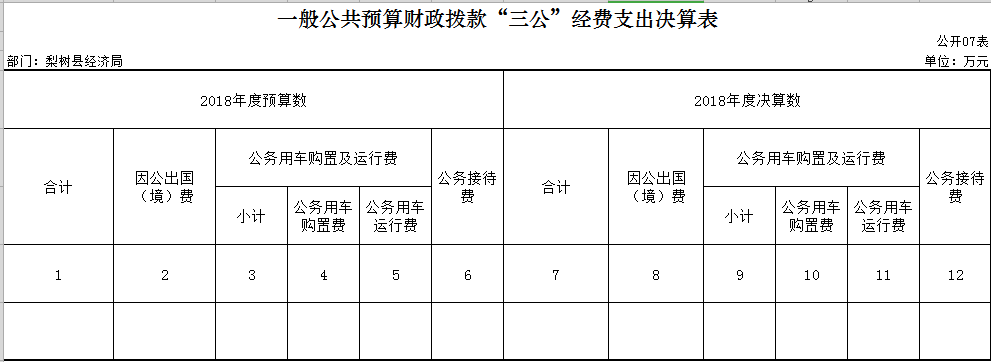 一般公共预算财政拨款“三公”经费支出决算表
公开07表
部门：梨树县经济局
单位：万元
2018年度预算数
2018年度决算数
合计
因公出国
（境）费
公务用车购置及运行费
公务接待
费
合计
因公出国
（境）费
公务用车购置及运行费
公务接待
费
小计
公务用车
购置费
公务用车
运行费
小计
公务用车
购置费
公务用车
运行费
1 2 3 4 5 6 7 8 9 10 11 12